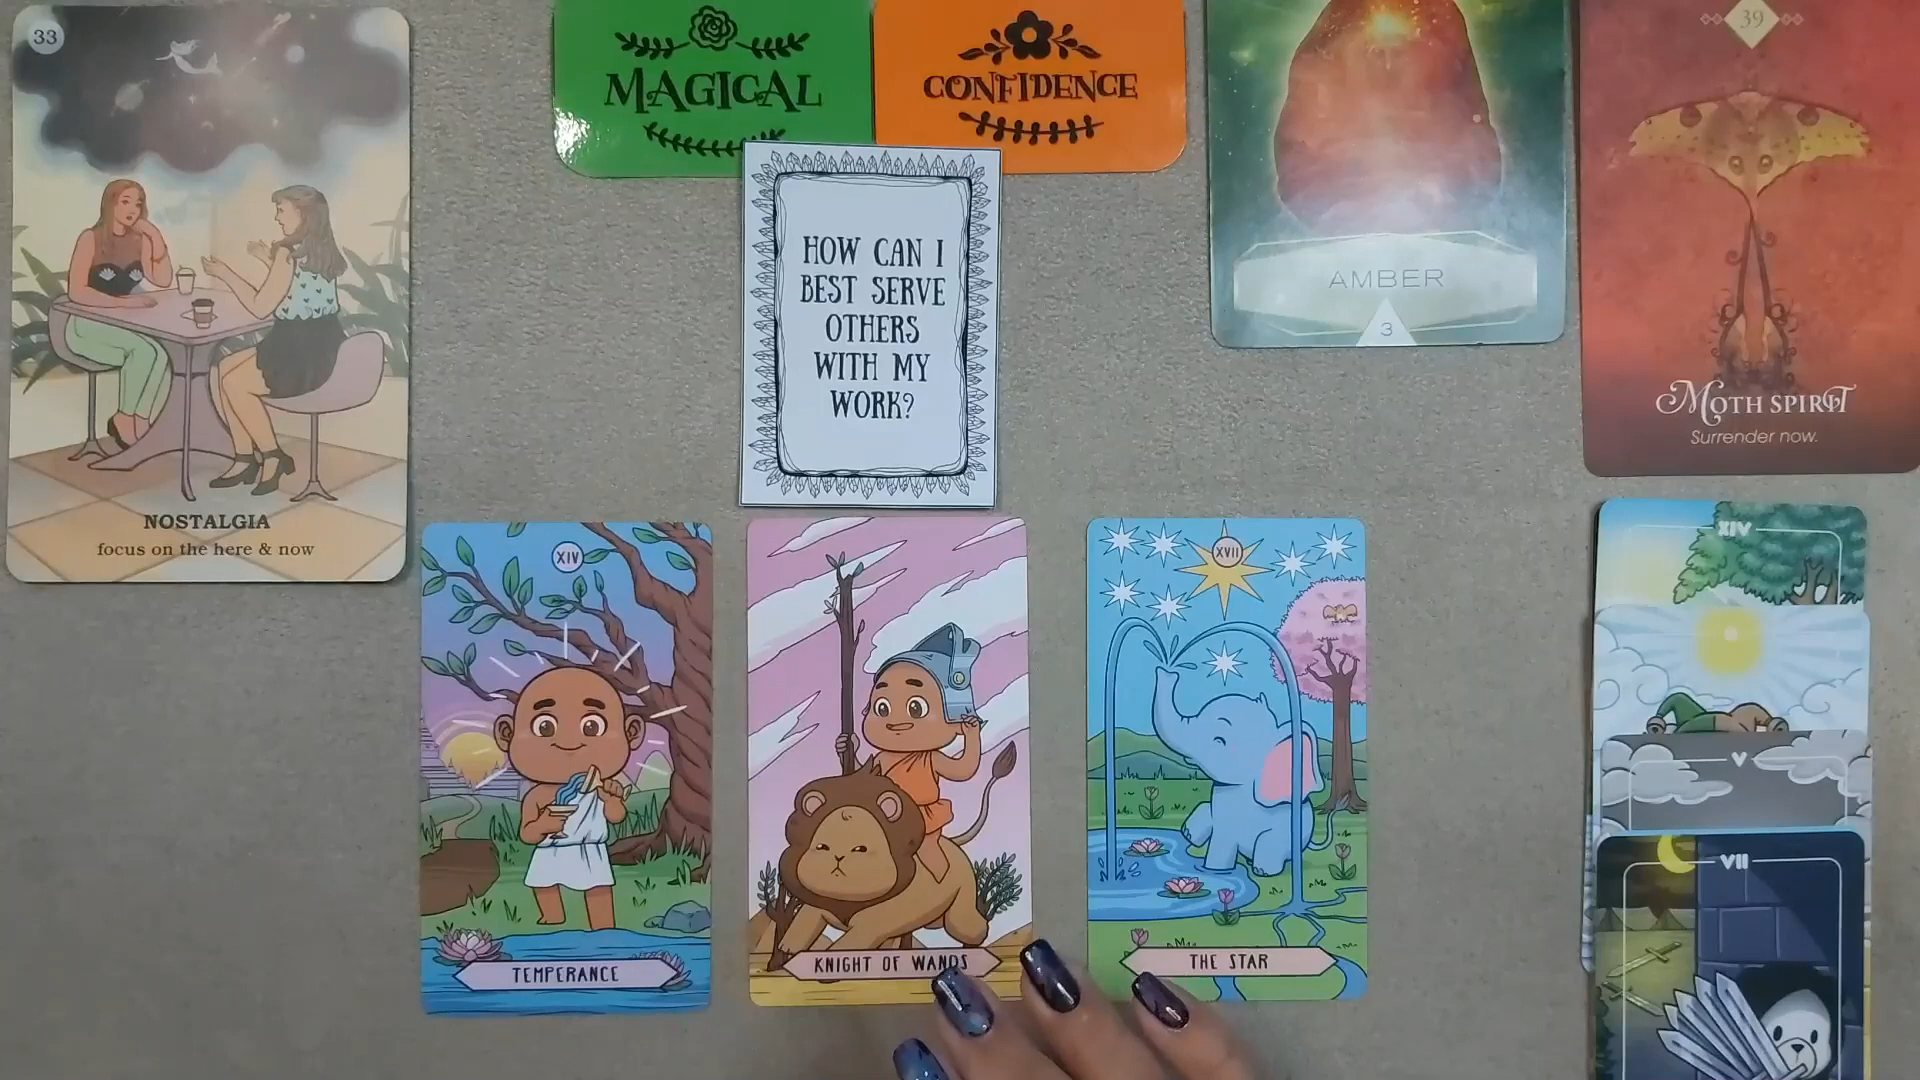 33
NOSTALGIA
focus on the here & now
MAGICAL
CONFIDENCE
HOW CAN I
BEST SERVE
OTHERS
WITH MY
WORK?
AMBER
3
39
MOTH SPIRIT
Surrender now.
XIV
TEMPERANCE
KNIGHT OF WANDS
XVII
THE STAR
XIV
V
VII